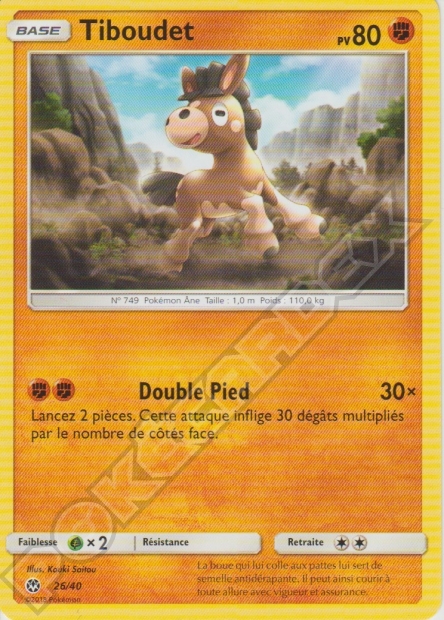 BASE Tiboudet PV 80
N° 749 Pokémon Âne Taille : 1,0 m Poids : 110,0 kg
Double Pied 30×
Lancez 2 pièces. Cette attaque inflige 30 dégâts multipliés
par le nombre de côtés face.
Faiblesse ×2 Résistance Retraite
Illus. Kouki Saitou
26/40
La boue qui lui colle aux pattes lui sert de
semelle antidérapante. Il peut ainsi courir à
toute allure avec vigueur et assurance.
POKECARDEX